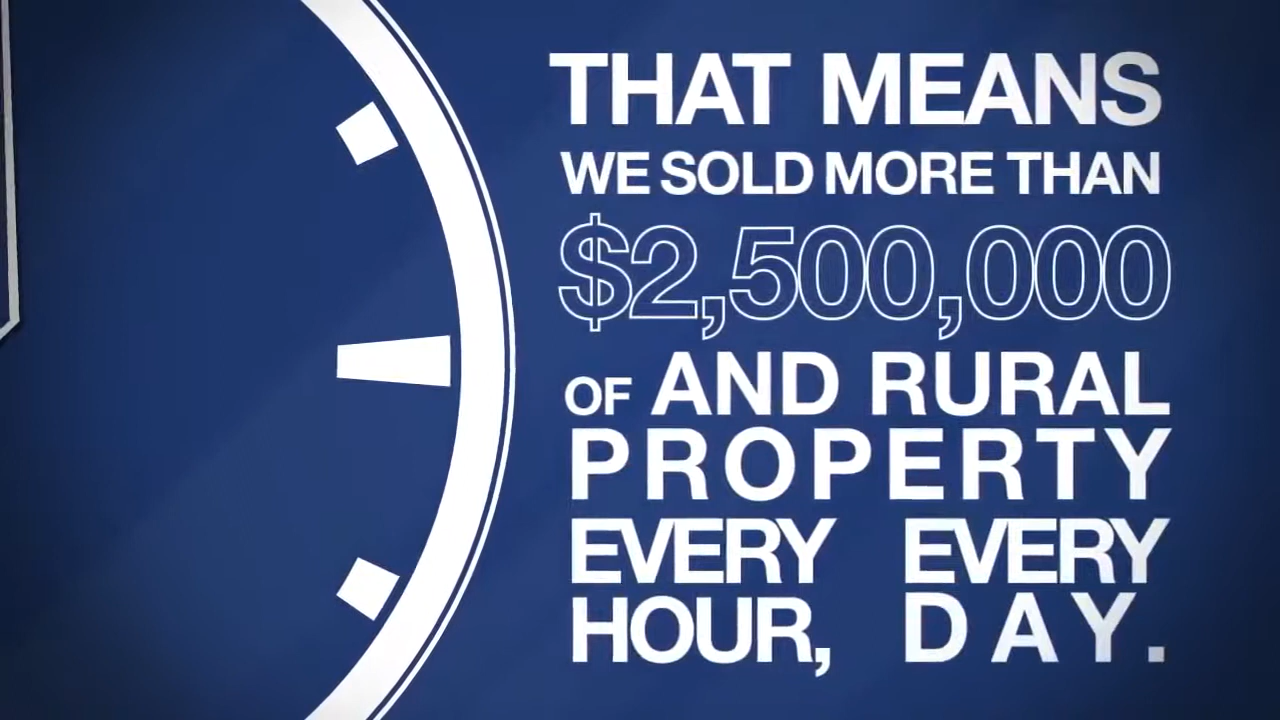 THAT MEANS
WE SOLD MORE THAN
$2,500,000
OF AND RURAL
PROPERTY
EVERY EVERY
HOUR, DAY.